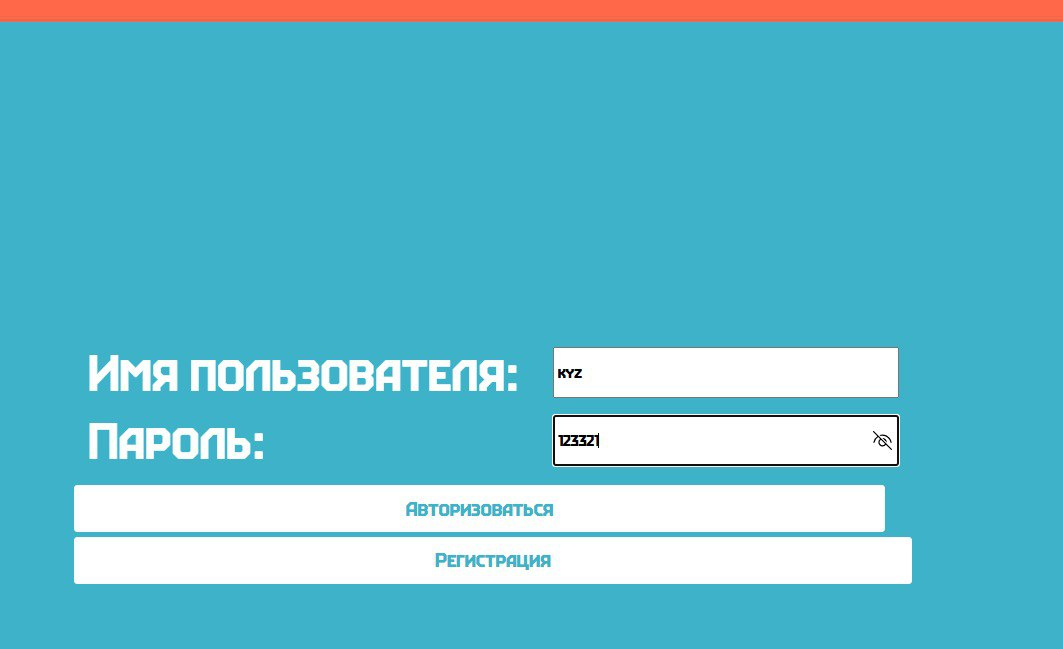 Имя пользователя: KYZ
Пароль: 123321
Авторизоваться
Регистрация